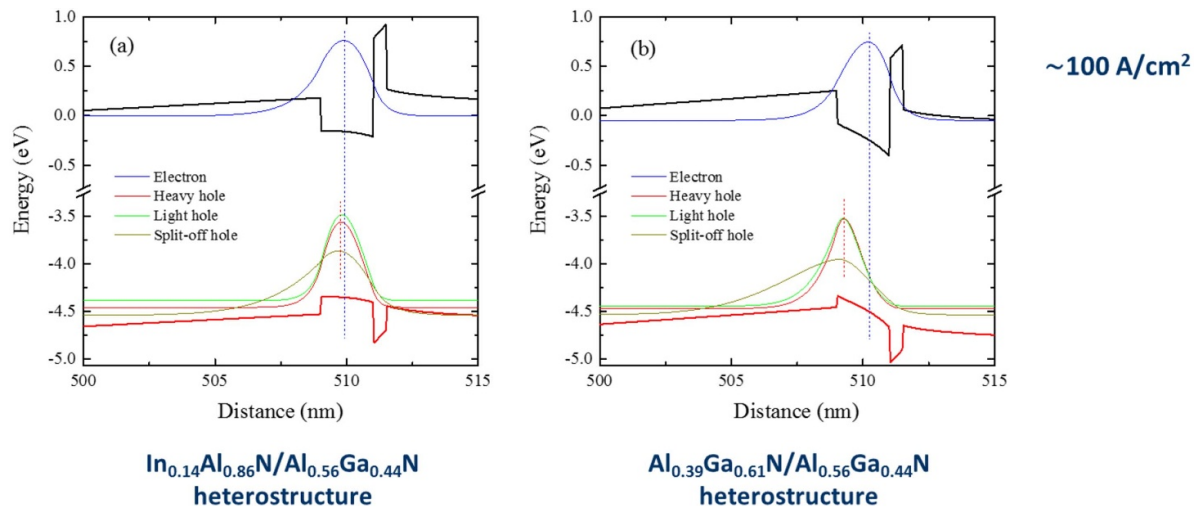 (a)
1.0
0.5
0.0
-0.5
-3.5
-4.0
-4.5
-5.0
Energy (eV)
Electron
Heavy hole
Light hole
Split-off hole
500 505 510 515
Distance (nm)
In₀.₁₄Al₀.₈₆N/Al₀.₅₆Ga₀.₄₄N
heterostructure
(b)
1.0
0.5
0.0
-0.5
-3.5
-4.0
-4.5
-5.0
Energy (eV)
Electron
Heavy hole
Light hole
Split-off hole
500 505 510 515
Distance (nm)
Al₀.₃₉Ga₀.₆₁N/Al₀.₅₆Ga₀.₄₄N
heterostructure
~100 A/cm²